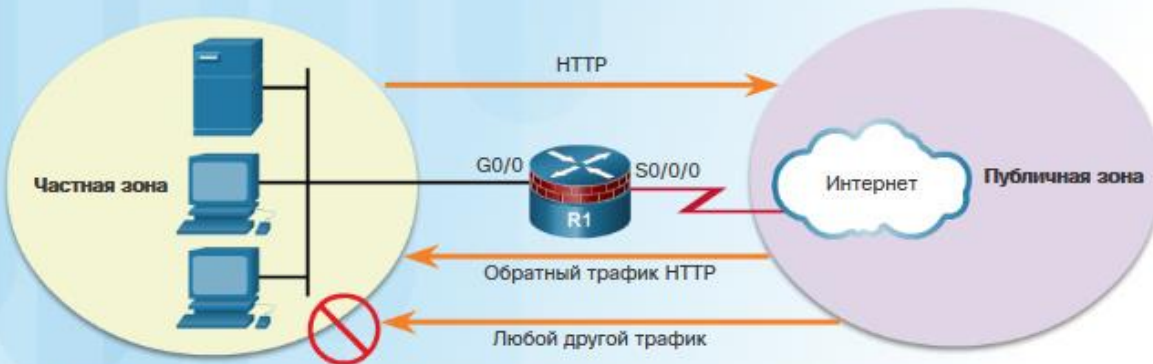 HTTP
G0/0
S0/0/0
Частная зона
Интернет
Публичная зона
R1
Обратный трафик HTTP
Любой другой трафик